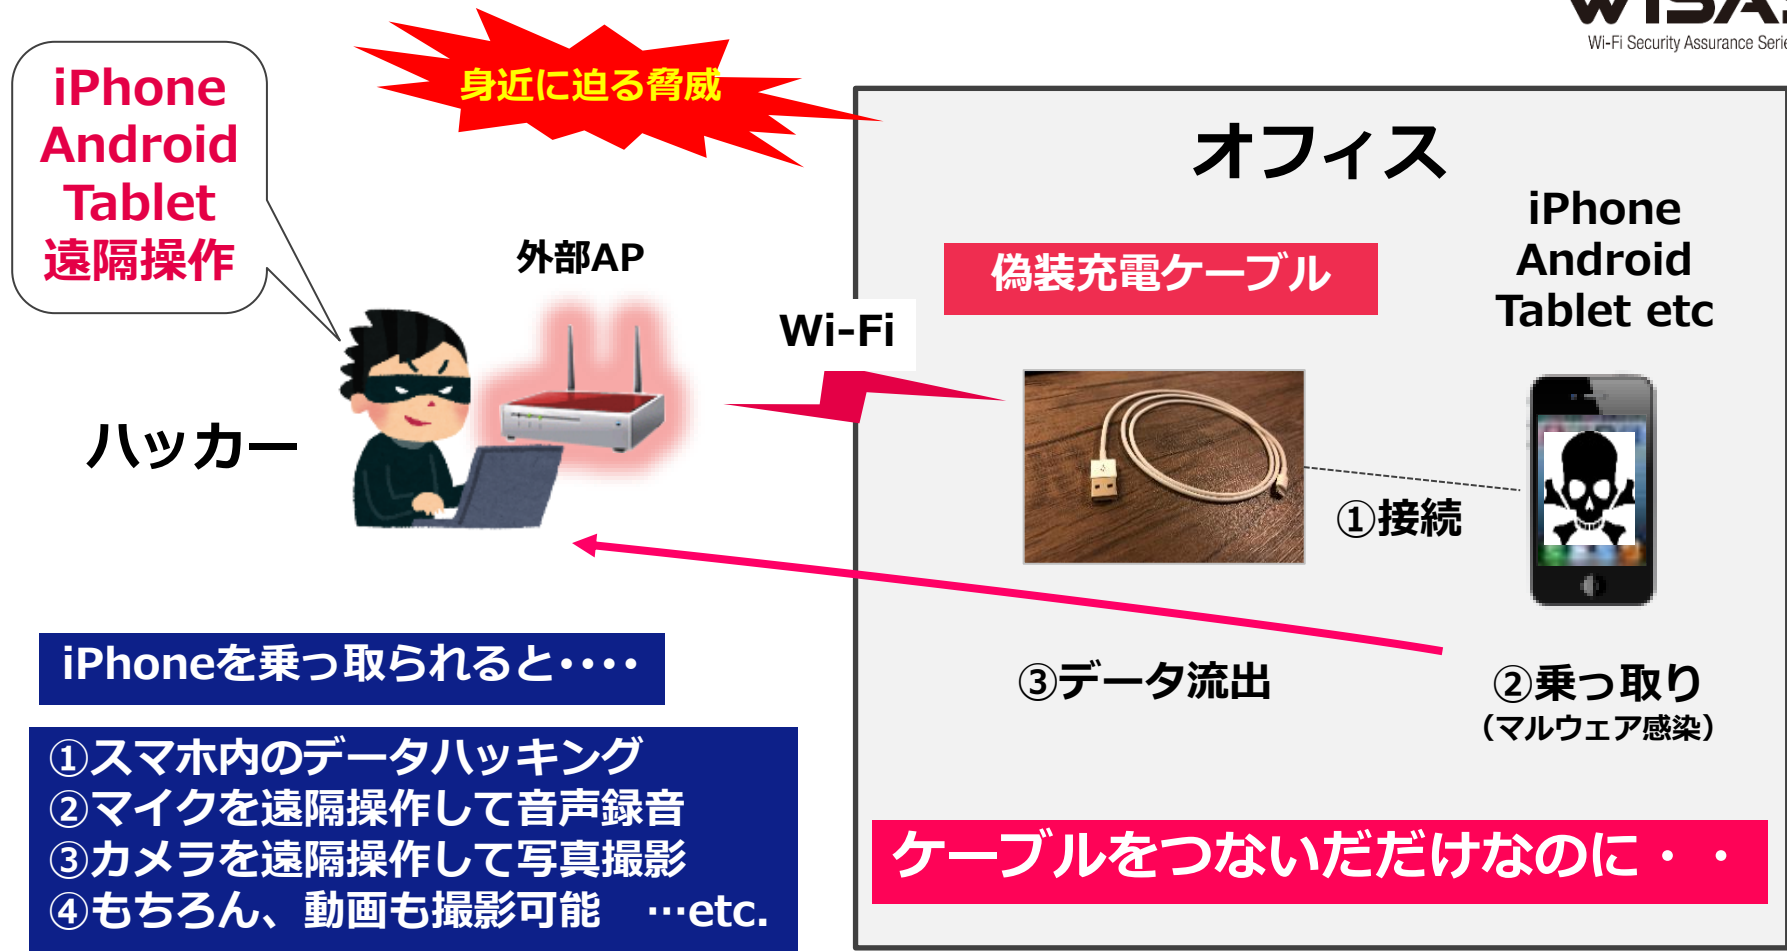 Wi-Fi Security Assurance Serie
身近に迫る脅威
iPhone
Android
Tablet
遠隔操作
外部AP
ハッカー
Wi-Fi
オフィス
偽装充電ケーブル
iPhone
Android
Tablet etc
①接続
②乗っ取り
（マルウェア感染）
③データ流出
ケーブルをつないだだけなのに・・
iPhoneを乗っ取られると・・・・
①スマホ内のデータハッキング
②マイクを遠隔操作して音声録音
③カメラを遠隔操作して写真撮影
④もちろん、動画も撮影可能　…etc.